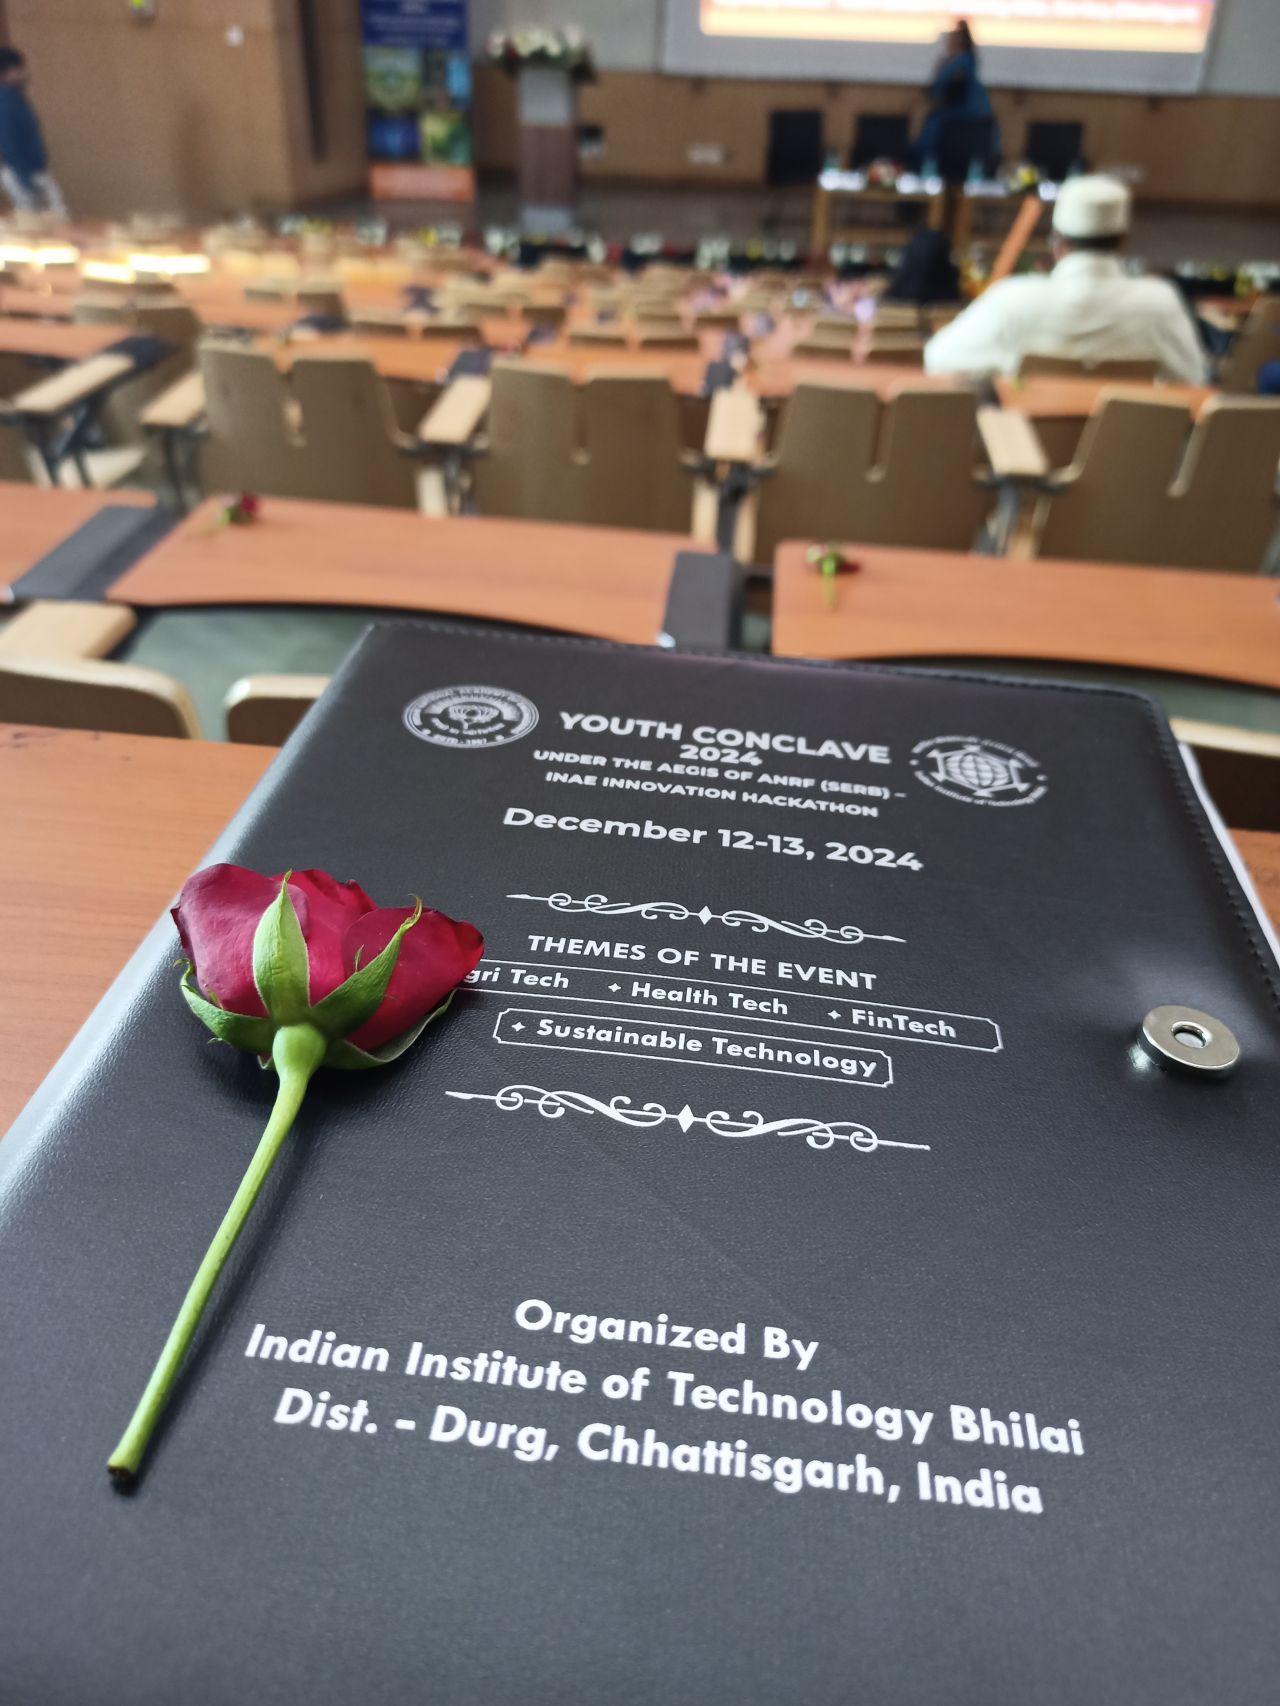 YOUTH CONCLAVE
2024
UNDER THE AEGIS OF ANRF (SERB) –
INAE INNOVATION HACKATHON
December 12-13, 2024
THEMES OF THE EVENT
gri Tech ✦ Health Tech ✦ FinTech
✦ Sustainable Technology
Organized By
Indian Institute of Technology Bhilai
Dist. - Durg, Chhattisgarh, India